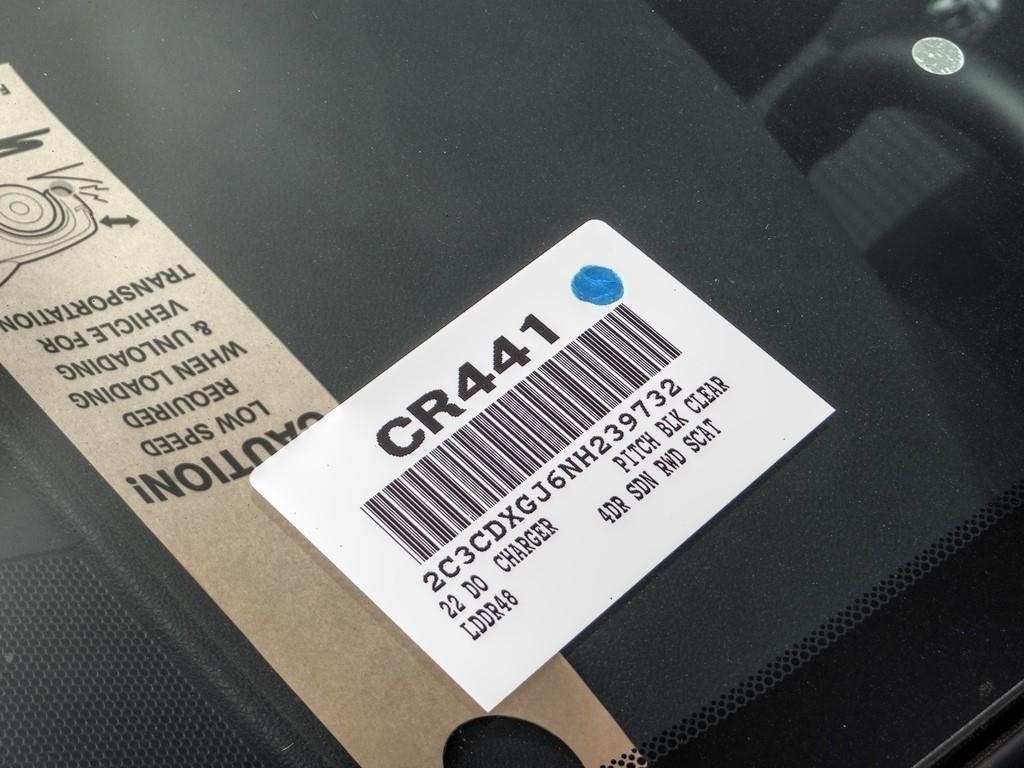 CR441
2C3CDXGJ6NH239732
22 DO CHARGER PITCH BLK CLEAR
LDDR48 4DR SDN RWD SCAT
CAUTION!
LOW SPEED
REQUIRED
WHEN LOADING
& UNLOADING
VEHICLE FOR
TRANSPORTATION